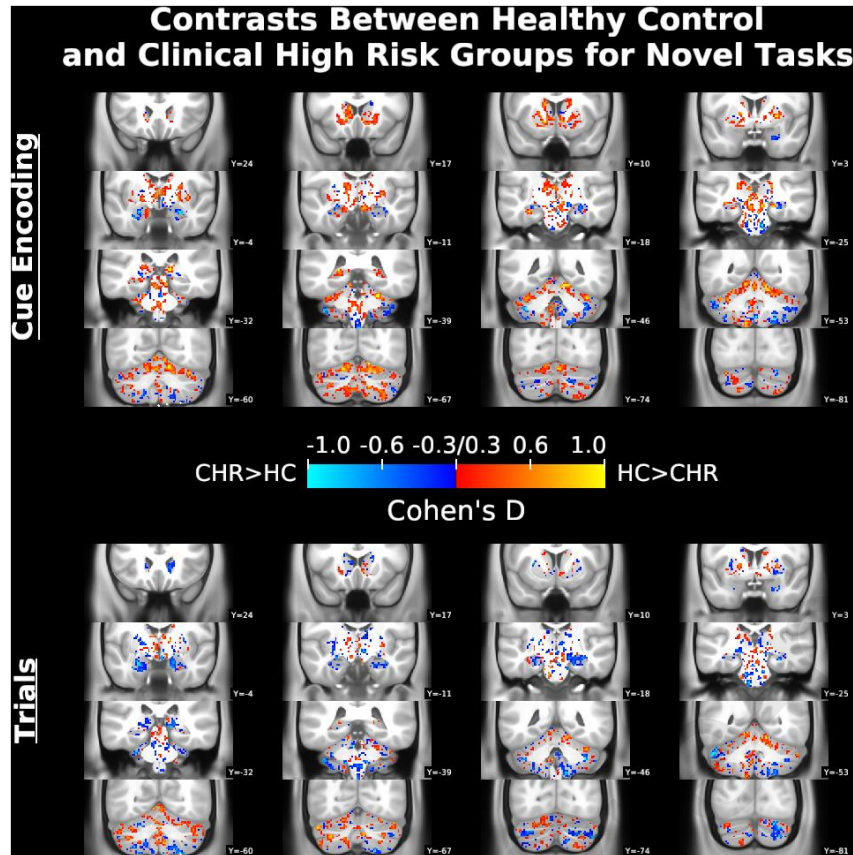 Contrasts Between Healthy Control
and Clinical High Risk Groups for Novel Tasks
Cue Encoding
Y=24 Y=17 Y=10 Y=3
Y=-4 Y=-11 Y=-18 Y=-25
Y=-32 Y=-39 Y=-46 Y=-53
Y=-60 Y=-67 Y=-74 Y=-81
-1.0 -0.6 -0.3/0.3 0.6 1.0
CHR>HC HC>CHR
Cohen's D
Trials
Y=24 Y=17 Y=10 Y=3
Y=-4 Y=-11 Y=-18 Y=-25
Y=-32 Y=-39 Y=-46 Y=-53
Y=-60 Y=-67 Y=-74 Y=-81